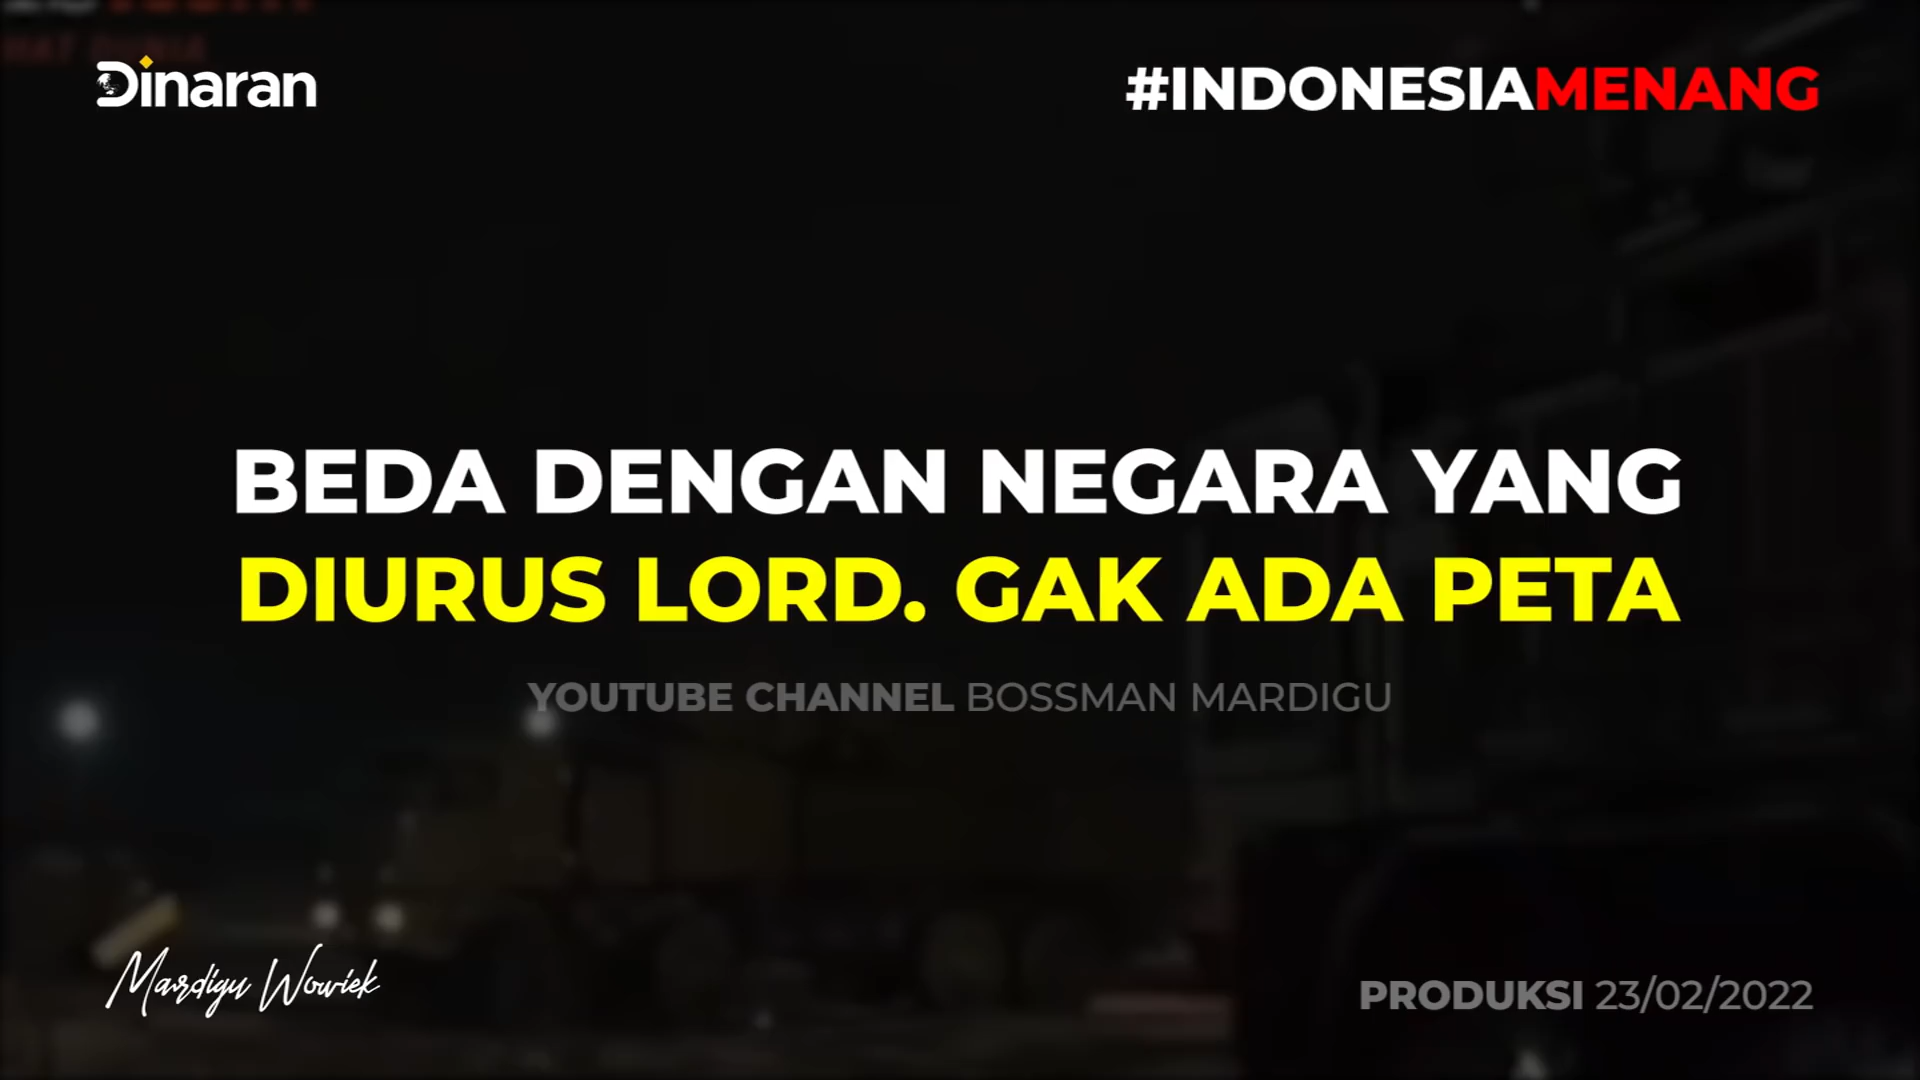 Dinaran
#INDONESIAMENANG
BEDA DENGAN NEGARA YANG
DIURUS LORD. GAK ADA PETA
YOUTUBE CHANNEL BOSSMAN MARDIGU
Mardigu Wowiek
PRODUKSI 23/02/2022